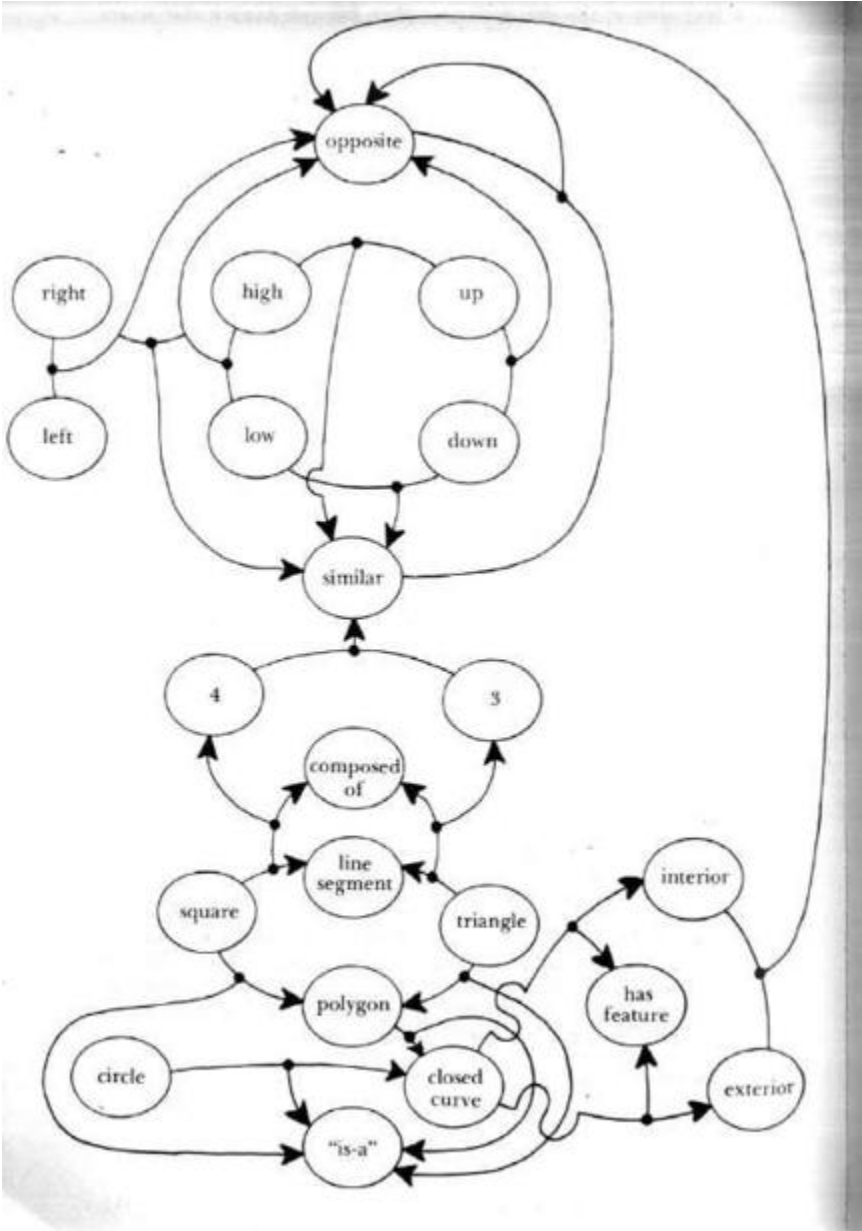 opposite
right
high
up
left
low
down
similar
4
3
composed
of
line
segment
square
triangle
interior
polygon
has
feature
circle
closed
curve
exterior
"is-a"